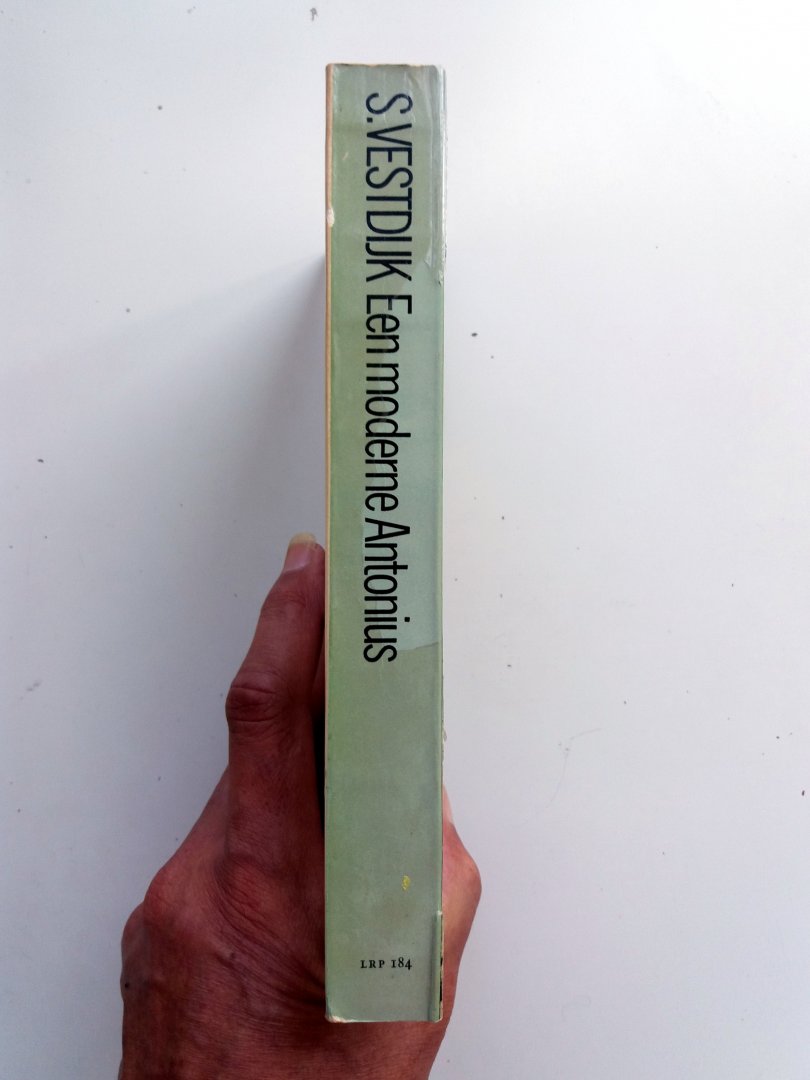 S. VESTDIJK Een moderne Antonius
LRP 184